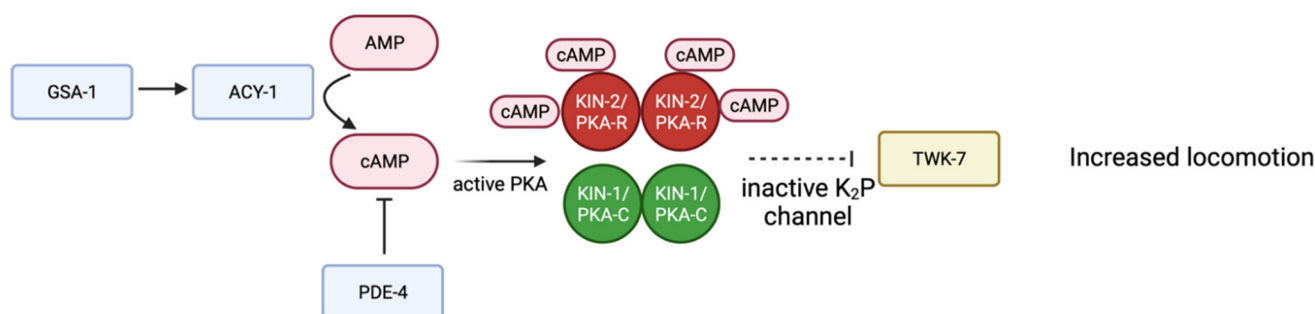 GSA-1
ACY-1
AMP
cAMP
PDE-4
active PKA
cAMP
cAMP
cAMP
cAMP
KIN-2/
PKA-R
KIN-2/
PKA-R
KIN-1/
PKA-C
KIN-1/
PKA-C
inactive K₂P
channel
TWK-7
Increased locomotion